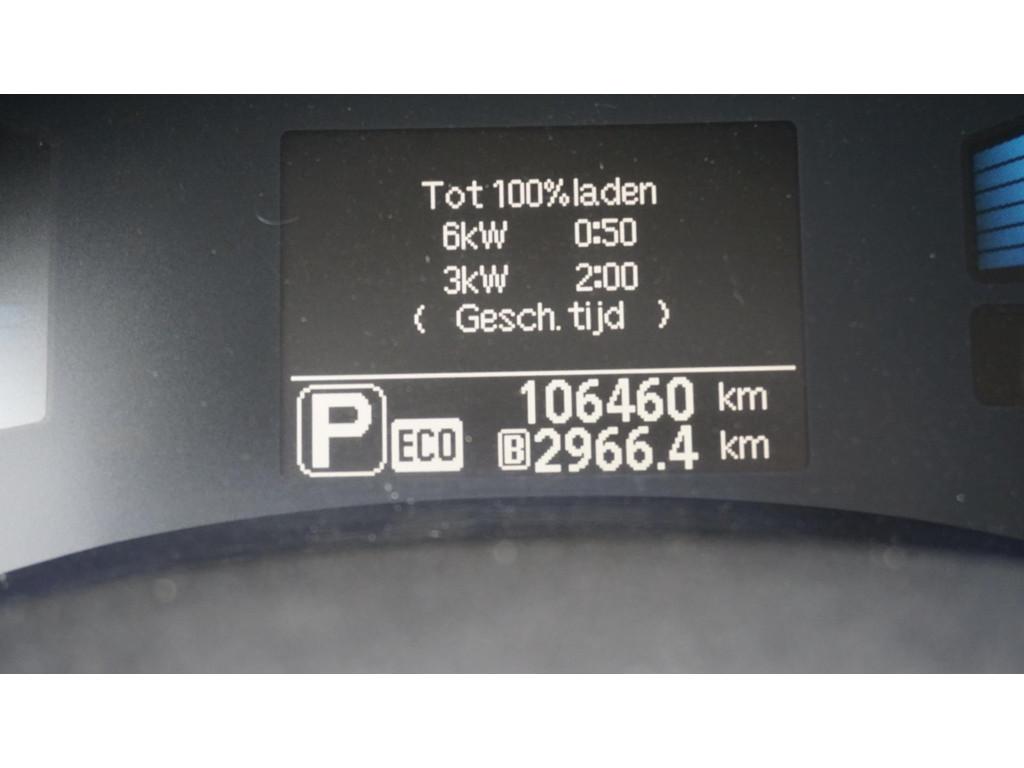 Tot 100%laden
6kW 0:50
3kW 2:00
( Gesch. tijd )
P ECO 106460 km
B 2966.4 km